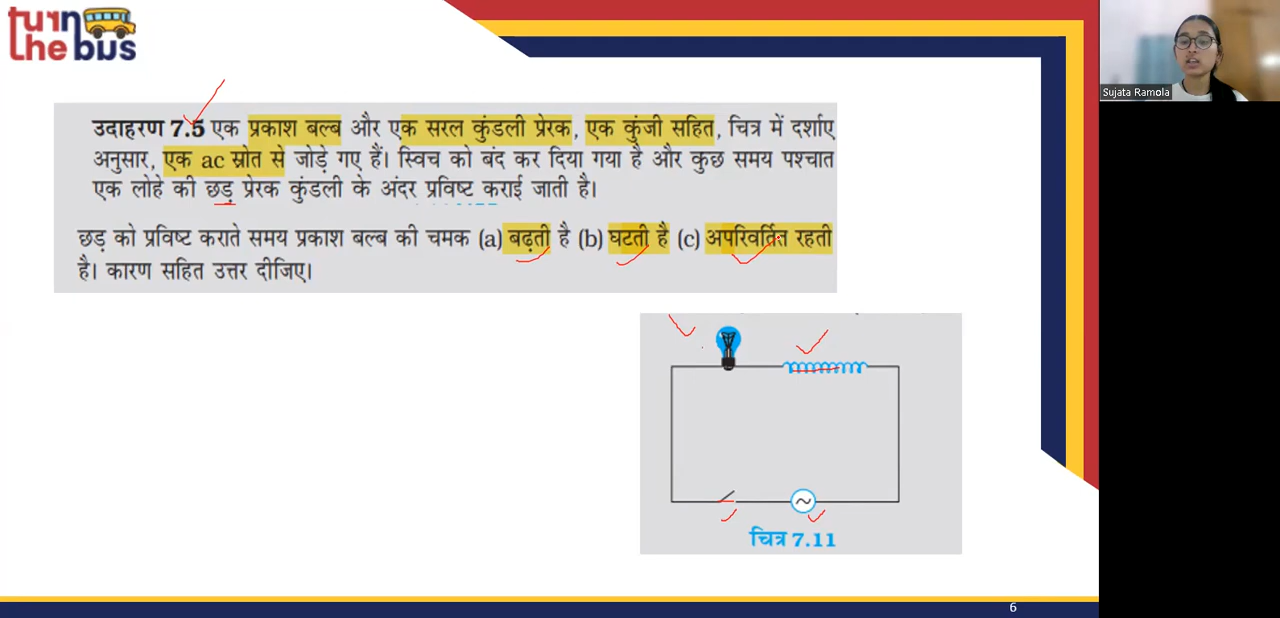 turn
the bus
उदाहरण 7.5 एक प्रकाश बल्ब और एक सरल कुंडली प्रेरक, एक कुंजी सहित, चित्र में दर्शाए
अनुसार, एक ac स्रोत से जोड़े गए हैं। स्विच को बंद कर दिया गया है और कुछ समय पश्चात
एक लोहे की छड़ प्रेरक कुंडली के अंदर प्रविष्ट कराई जाती है।
छड़ को प्रविष्ट कराते समय प्रकाश बल्ब की चमक (a) बढ़ती है (b) घटती है (c) अपरिवर्तित रहती
है। कारण सहित उत्तर दीजिए।
चित्र 7.11
6
Sujata Ramola